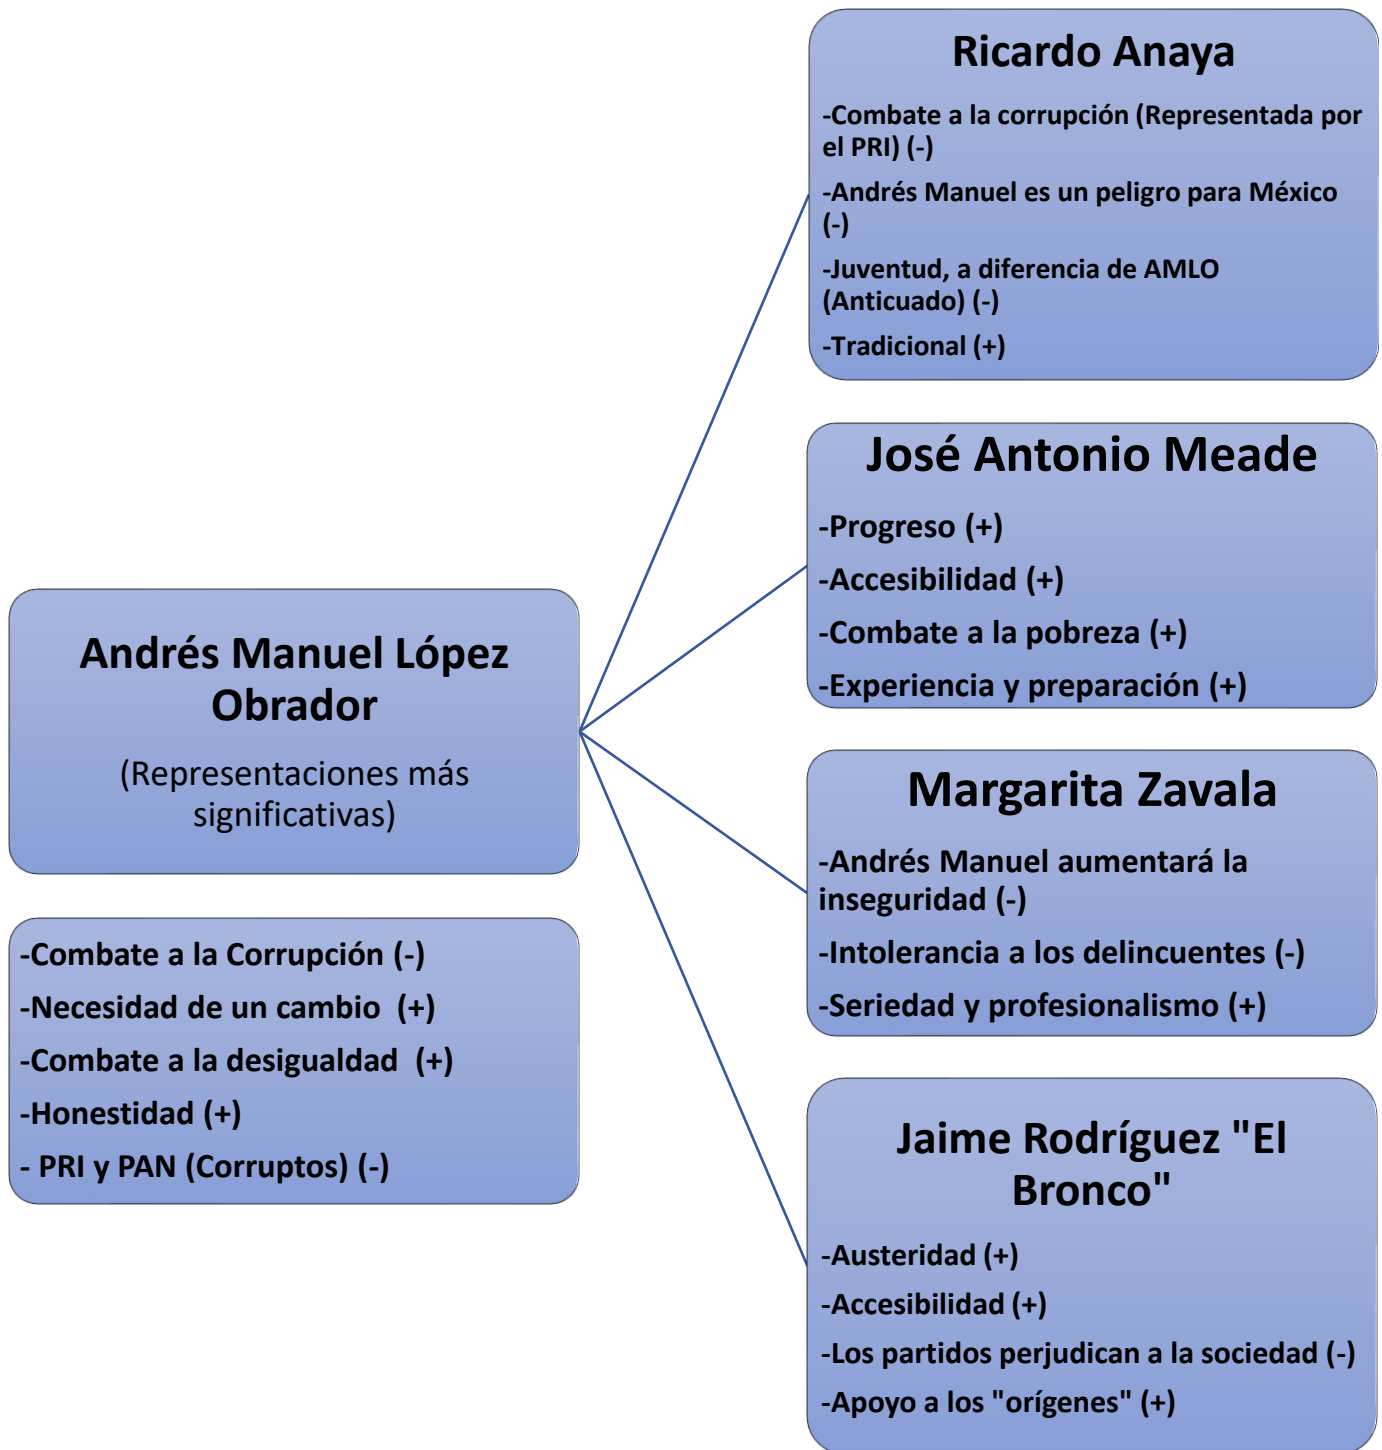 Andrés Manuel López
Obrador
(Representaciones más
significativas)
-Combate a la Corrupción (-)
-Necesidad de un cambio  (+)
-Combate a la desigualdad  (+)
-Honestidad (+)
- PRI y PAN (Corruptos) (-)
Ricardo Anaya
-Combate a la corrupción (Representada por
el PRI) (-)
-Andrés Manuel es un peligro para México
(-)
-Juventud, a diferencia de AMLO
(Anticuado) (-)
-Tradicional (+)
José Antonio Meade
-Progreso (+)
-Accesibilidad (+)
-Combate a la pobreza (+)
-Experiencia y preparación (+)
Margarita Zavala
-Andrés Manuel aumentará la
inseguridad (-)
-Intolerancia a los delincuentes (-)
-Seriedad y profesionalismo (+)
Jaime Rodríguez "El
Bronco"
-Austeridad (+)
-Accesibilidad (+)
-Los partidos perjudican a la sociedad (-)
-Apoyo a los "orígenes" (+)